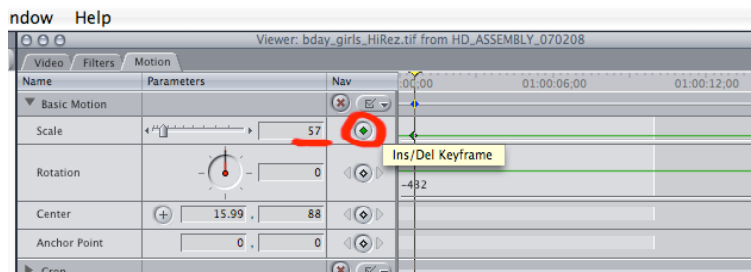 ndow Help
Viewer: bday_girls_HiRez.tif from HD_ASSEMBLY_070208
Video Filters Motion
Name Parameters Nav :00;00 01:00:06;00 01:00:12;00
Basic Motion
Scale 57
Ins/Del Keyframe
Rotation 0
-432
Center 15.99 , 88
Anchor Point 0 , 0
Crop